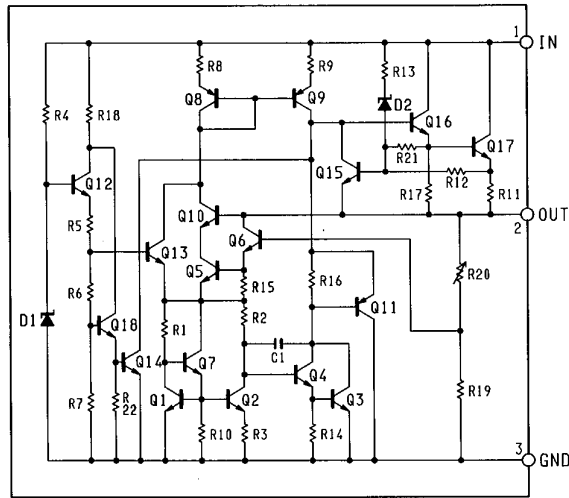 1
IN
R8
R9
R13
Q8
Q9
D2
R4
R18
Q16
Q17
Q15
R21
Q12
R12
R17
R11
Q10
OUT
2
R5
Q13
Q6
Q5
R20
R6
R15
R16
Q11
D1
Q18
R1
R2
C1
Q14
Q7
Q4
R7
R
22
Q1
Q2
Q3
R19
R10
R3
R14
3
GND